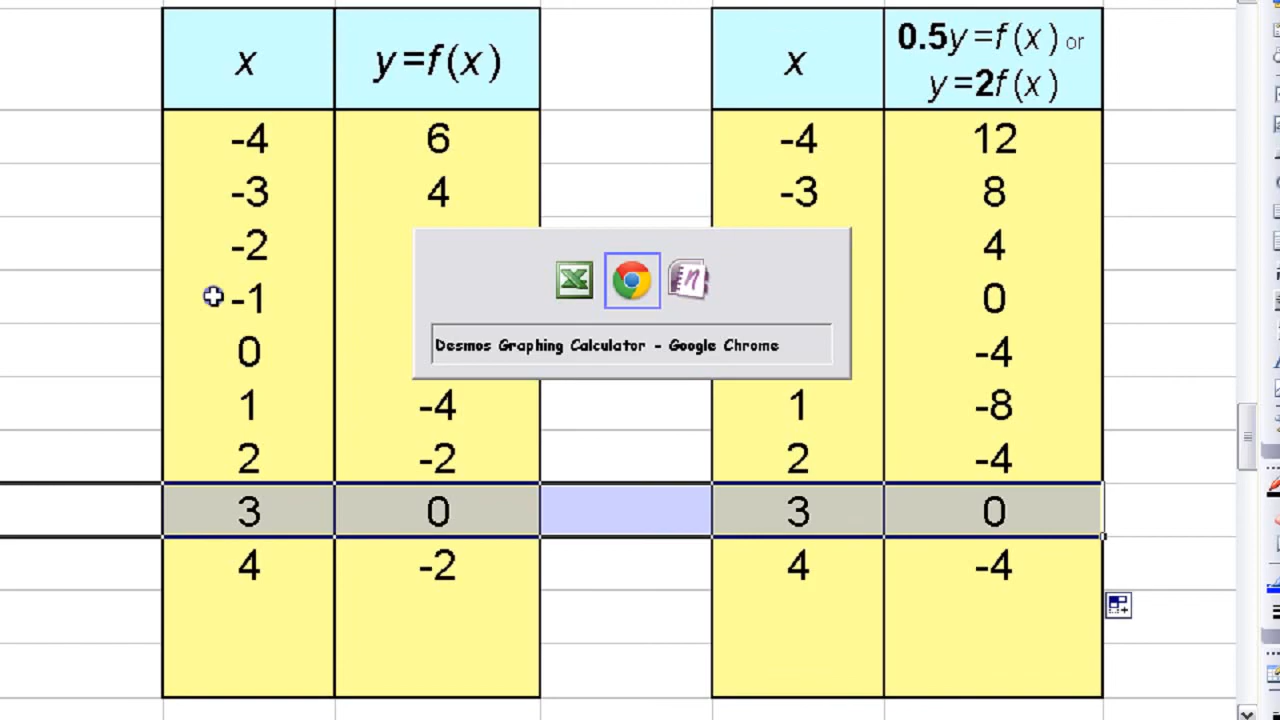 x y=f(x) x 0.5y=f(x) or
y=2f(x)
-4 6 -4 12
-3 4 -3 8
-2 4
-1 0
0 -4
1 -4 1 -8
2 -2 2 -4
3 0 3 0
4 -2 4 -4
Desmos Graphing Calculator - Google Chrome